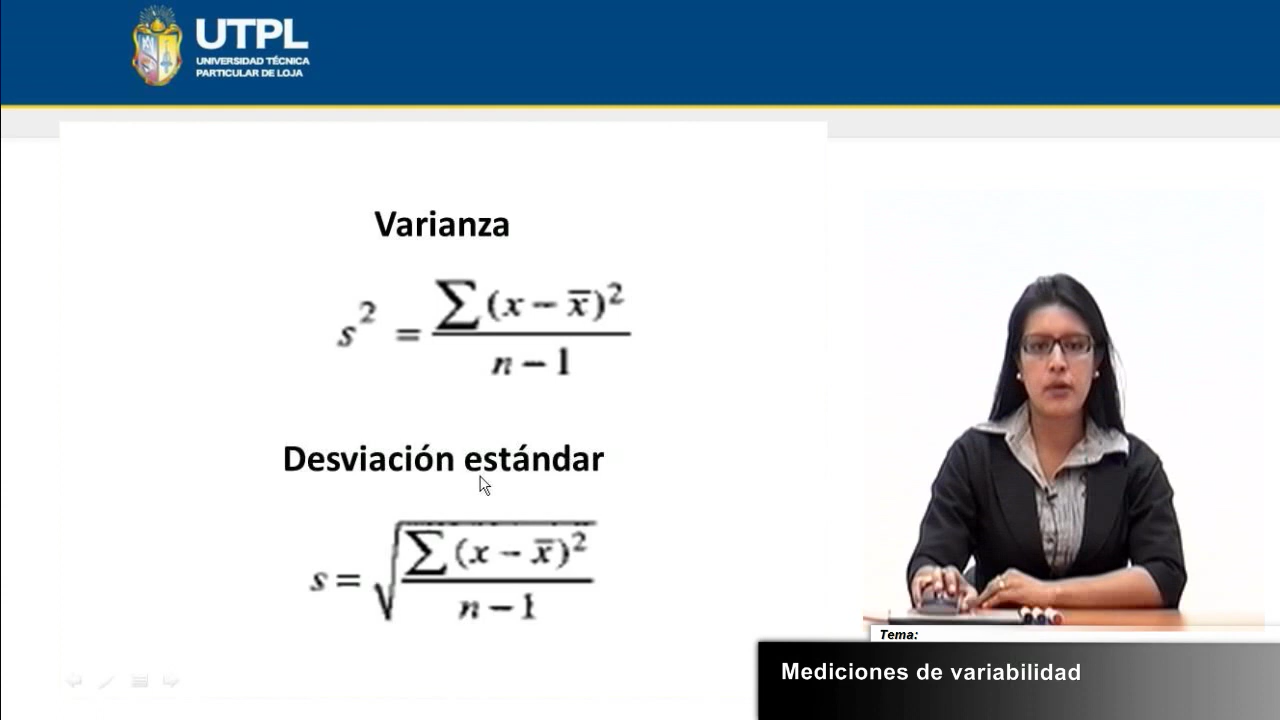 UTPL
UNIVERSIDAD TÉCNICA
PARTICULAR DE LOJA
Varianza
s² = ∑(x − x̄)² / n − 1
Desviación estándar
s = √(∑(x − x̄)² / n − 1)
Tema:
Mediciones de variabilidad